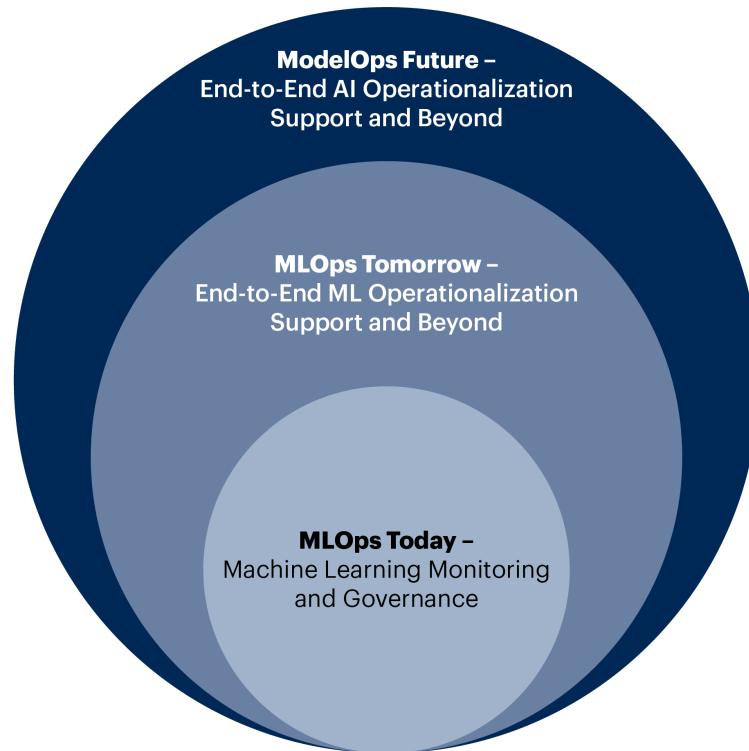 ModelOps Future –
End-to-End AI Operationalization
Support and Beyond
MLOps Tomorrow –
End-to-End ML Operationalization
Support and Beyond
MLOps Today –
Machine Learning Monitoring
and Governance